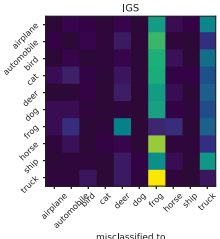 IGS
airplane
automobile
bird
cat
deer
dog
frog
horse
ship
truck
airplane
automobile
bird
cat
deer
dog
frog
horse
ship
truck
misclassified to